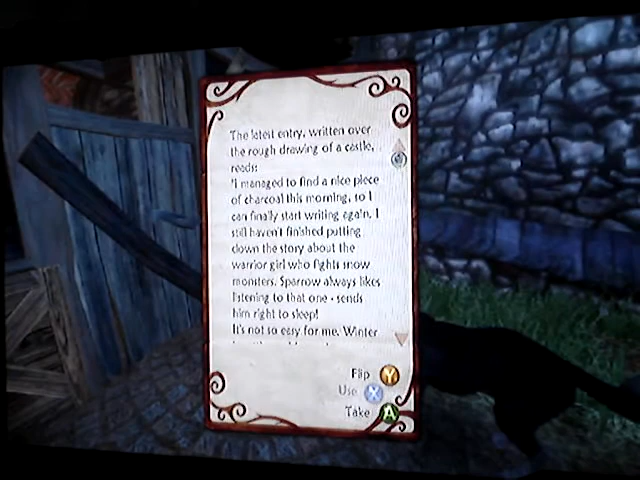 The latest entry, written over
the rough drawing of a castle,
reads:
"I managed to find a nice piece
of charcoal this morning, so I
can finally start writing again. I
still haven't finished putting
down the story about the
warrior girl who fights snow
monsters. Sparrow always likes
listening to that one - sends
him right to sleep!
It's not so easy for me. Winter
Flip Y
Use X
Take A